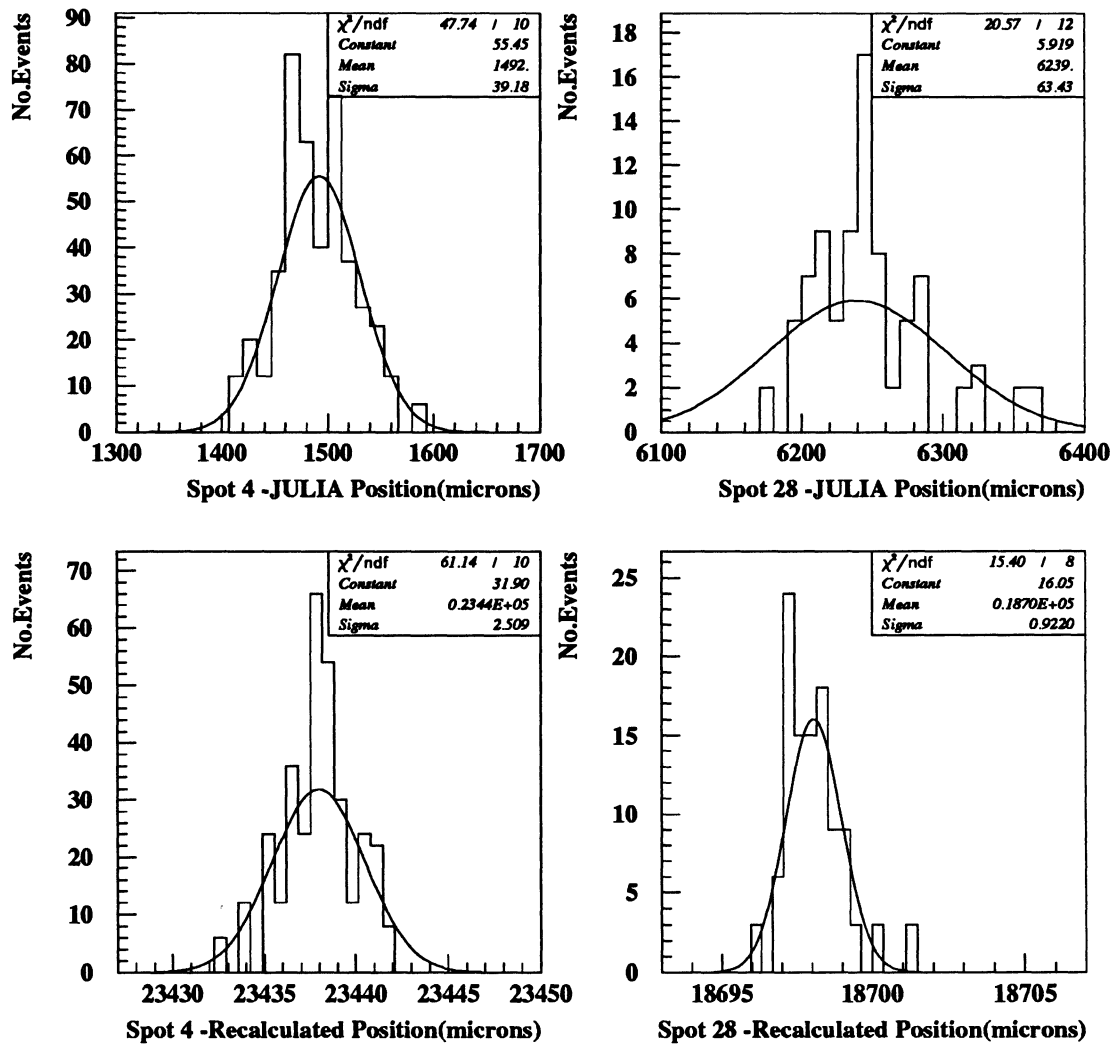 No.Events
90
80
70
60
50
40
30
20
10
0
χ²/ndf 47.74 / 10
Constant 55.45
Mean 1492.
Sigma 39.18
1300 1400 1500 1600 1700
Spot 4 -JULIA Position(microns)
No.Events
18
16
14
12
10
8
6
4
2
0
χ²/ndf 20.57 / 12
Constant 5.919
Mean 6239.
Sigma 63.43
6100 6200 6300 6400
Spot 28 -JULIA Position(microns)
No.Events
70
60
50
40
30
20
10
0
χ²/ndf 61.14 / 10
Constant 31.90
Mean 0.2344E+05
Sigma 2.509
23430 23435 23440 23445 23450
Spot 4 -Recalculated Position(microns)
No.Events
25
20
15
10
5
0
χ²/ndf 15.40 / 8
Constant 16.05
Mean 0.1870E+05
Sigma 0.9220
18695 18700 18705
Spot 28 -Recalculated Position(microns)